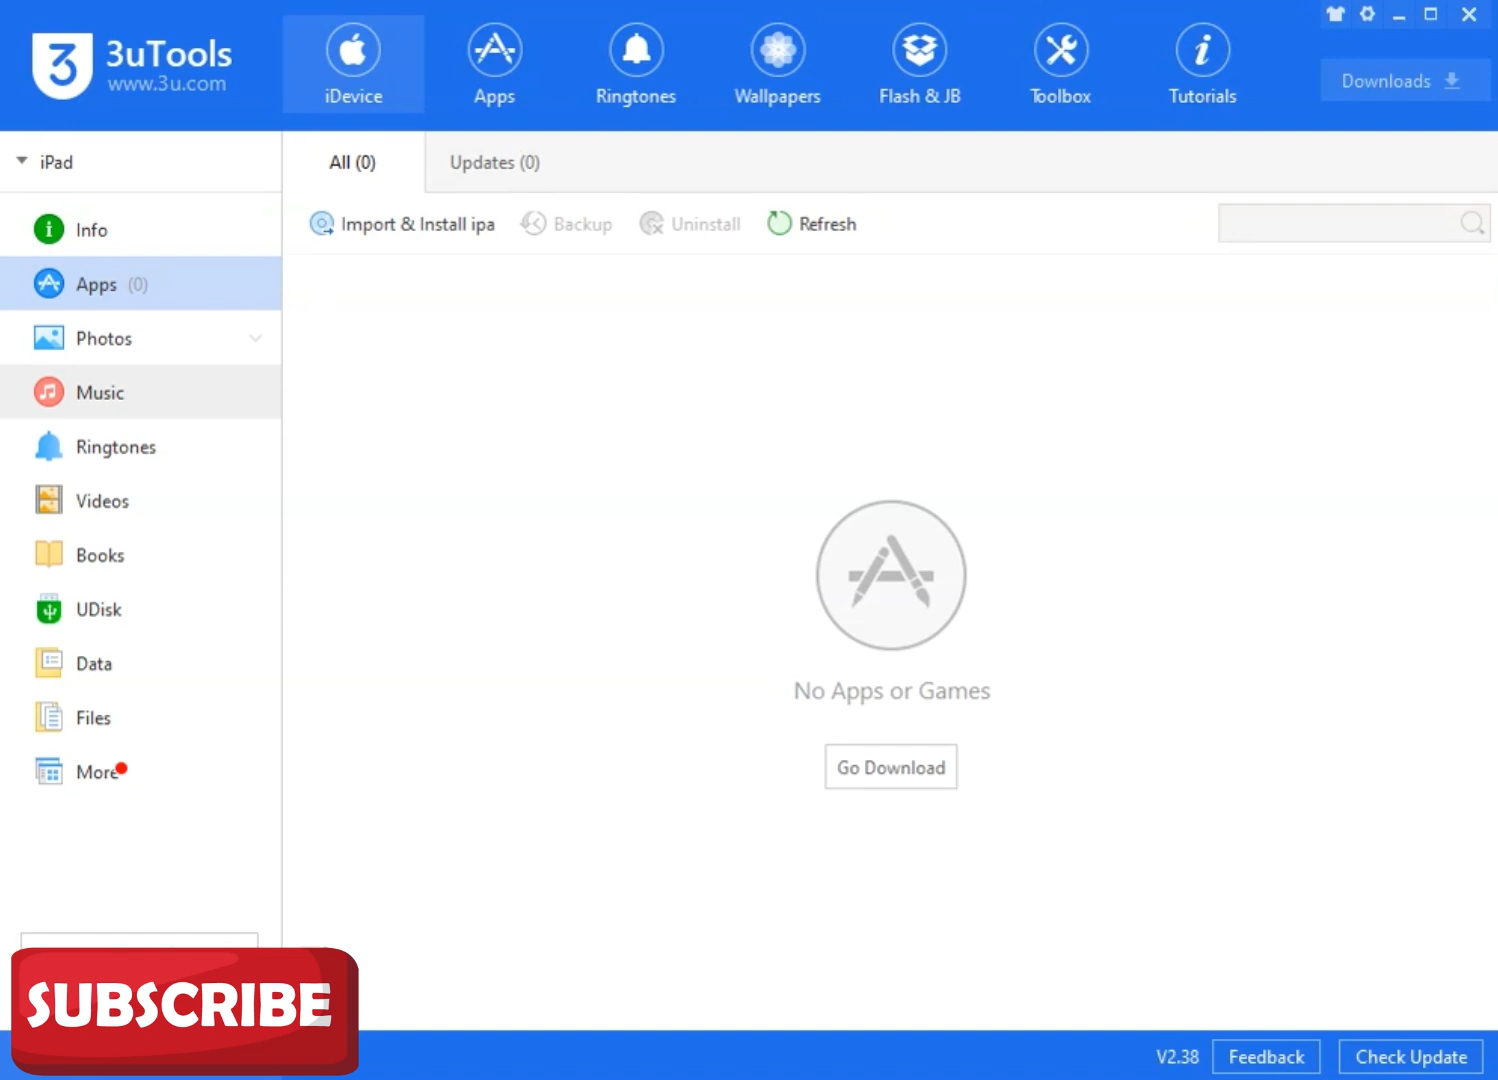 3 3uTools
www.3u.com
iDevice
Apps
Ringtones
Wallpapers
Flash & JB
Toolbox
Tutorials
Downloads
iPad
All (0)
Updates (0)
Import & Install ipa
Backup
Uninstall
Refresh
Info
Apps (0)
Photos
Music
Ringtones
Videos
Books
UDisk
Data
Files
More
No Apps or Games
Go Download
SUBSCRIBE
V2.38
Feedback
Check Update